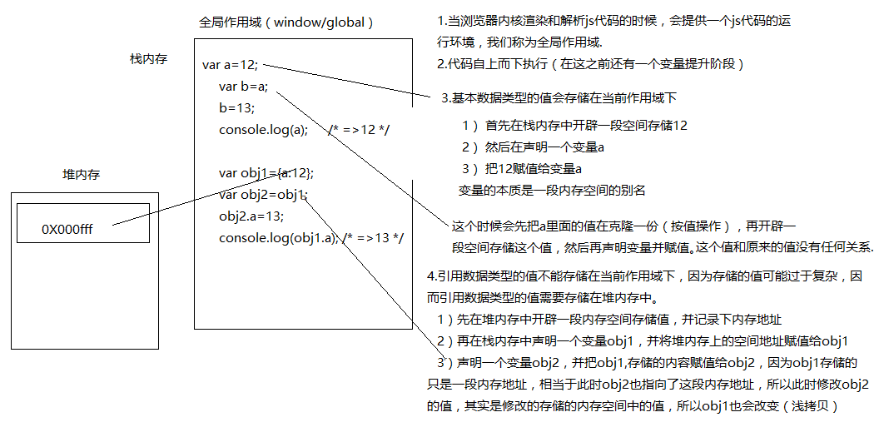 全局作用域（window/global）
栈内存
var a=12;
var b=a;
b=13;
console.log(a); /* =>12 */
var obj1={a:12};
var obj2=obj1;
obj2.a=13;
console.log(obj1.a); /* =>13 */
堆内存
0X000fff
1.当浏览器内核渲染和解析js代码的时候，会提供一个js代码的运
行环境，我们称为全局作用域.
2.代码自上而下执行（在这之前还有一个变量提升阶段）
3.基本数据类型的值会存储在当前作用域下
1） 首先在栈内存中开辟一段空间存储12
2） 然后在声明一个变量a
3） 把12赋值给变量a
变量的本质是一段内存空间的别名
这个时候会先把a里面的值在克隆一份（按值操作），再开辟一
段空间存储这个值，然后再声明变量并赋值。这个值和原来的值没有任何关系.
4.引用数据类型的值不能存储在当前作用域下，因为存储的值可能过于复杂，因
而引用数据类型的值需要存储在堆内存中。
1）先在堆内存中开辟一段内存空间存储值，并记录下内存地址
2）再在栈内存中声明一个变量obj1，并将堆内存上的空间地址赋值给obj1
3）声明一个变量obj2，并把obj1,存储的内容赋值给obj2，因为obj1存储的
只是一段内存地址，相当于此时obj2也指向了这段内存地址，所以此时修改obj2
的值，其实是修改的存储的内存空间中的值，所以obj1也会改变（浅拷贝）